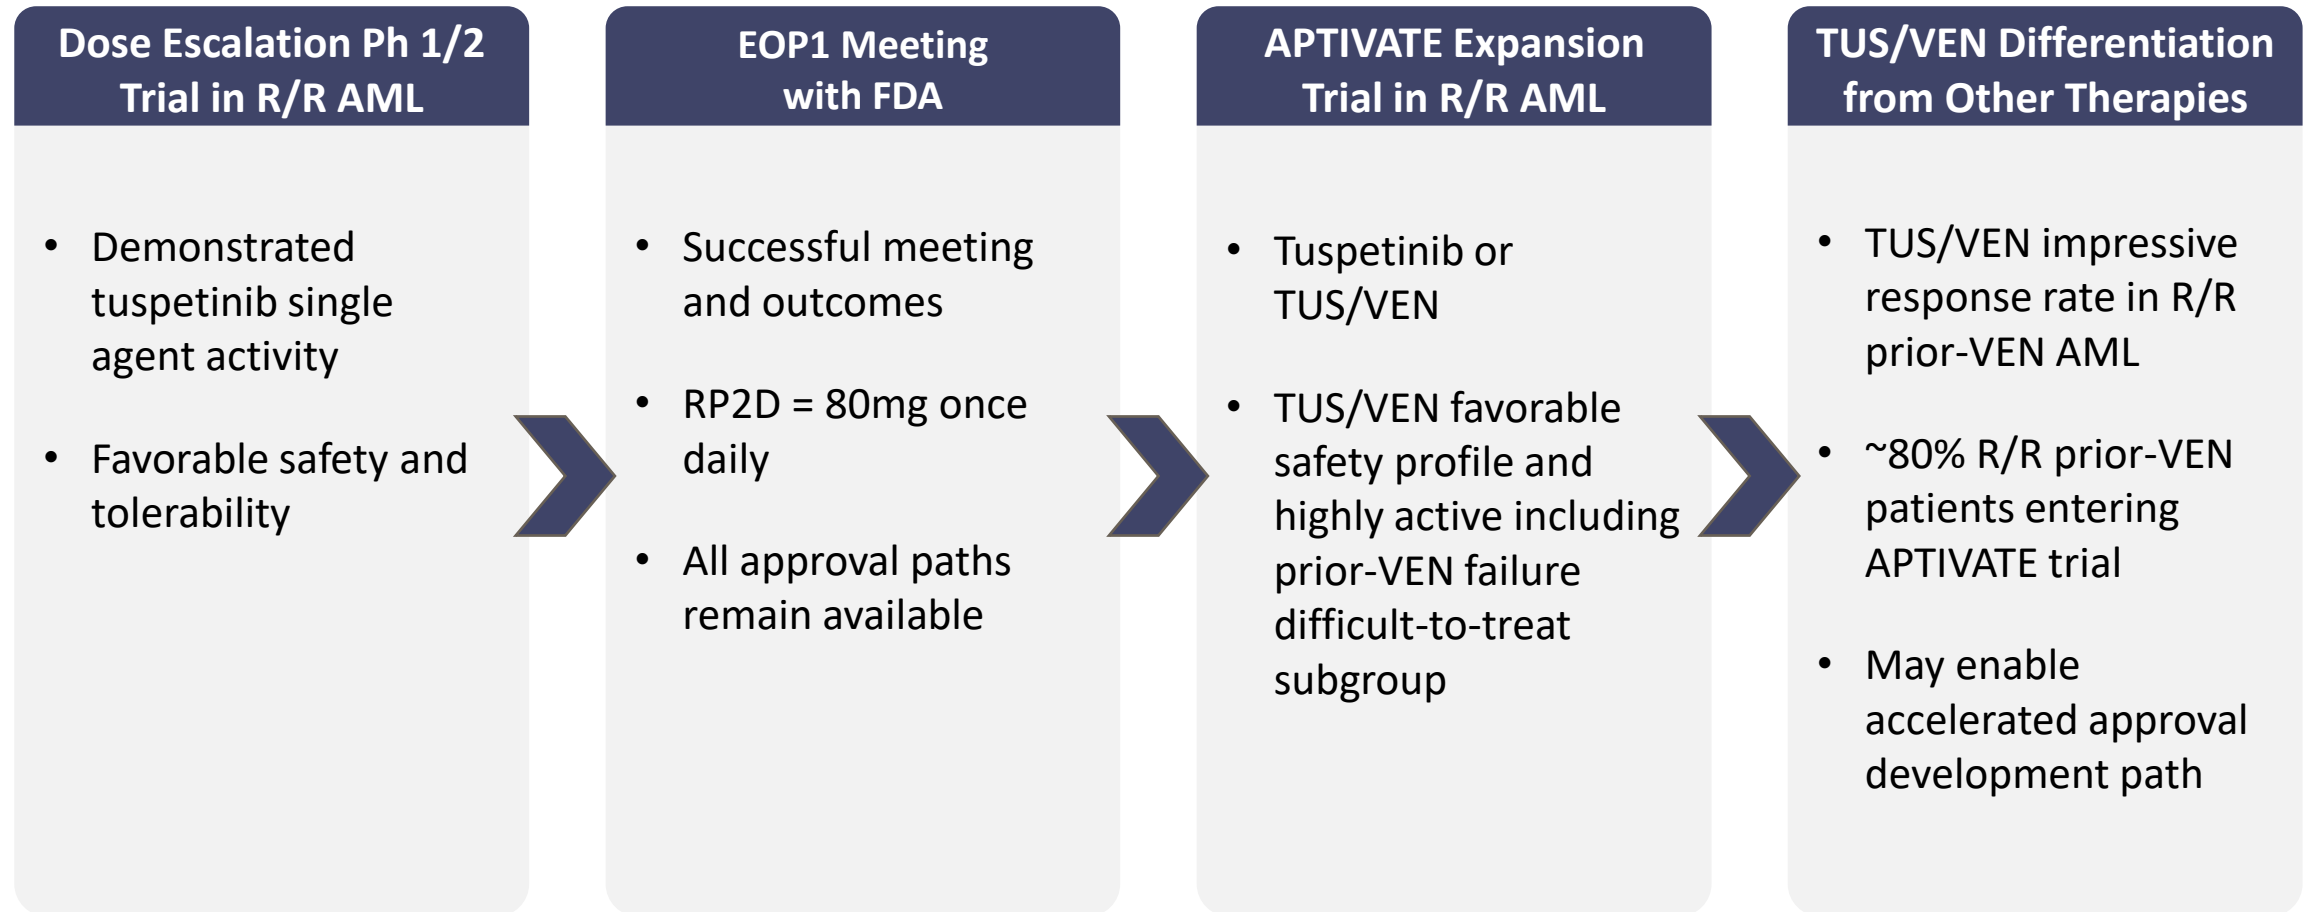 Dose Escalation Ph 1/2
Trial in R/R AML
• Demonstrated
tuspetinib single
agent activity
• Favorable safety and
tolerability
EOP1 Meeting
with FDA
• Successful meeting
and outcomes
• RP2D = 80mg once
daily
• All approval paths
remain available
APTIVATE Expansion
Trial in R/R AML
• Tuspetinib or
TUS/VEN
• TUS/VEN favorable
safety profile and
highly active including
prior-VEN failure
difficult-to-treat
subgroup
TUS/VEN Differentiation
from Other Therapies
• TUS/VEN impressive
response rate in R/R
prior-VEN AML
• ~80% R/R prior-VEN
patients entering
APTIVATE trial
• May enable
accelerated approval
development path